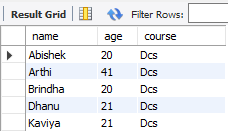 Result Grid Filter Rows:
name age course
Abishek 20 Dcs
Arthi 41 Dcs
Brindha 20 Dcs
Dhanu 21 Dcs
Kaviya 21 Dcs